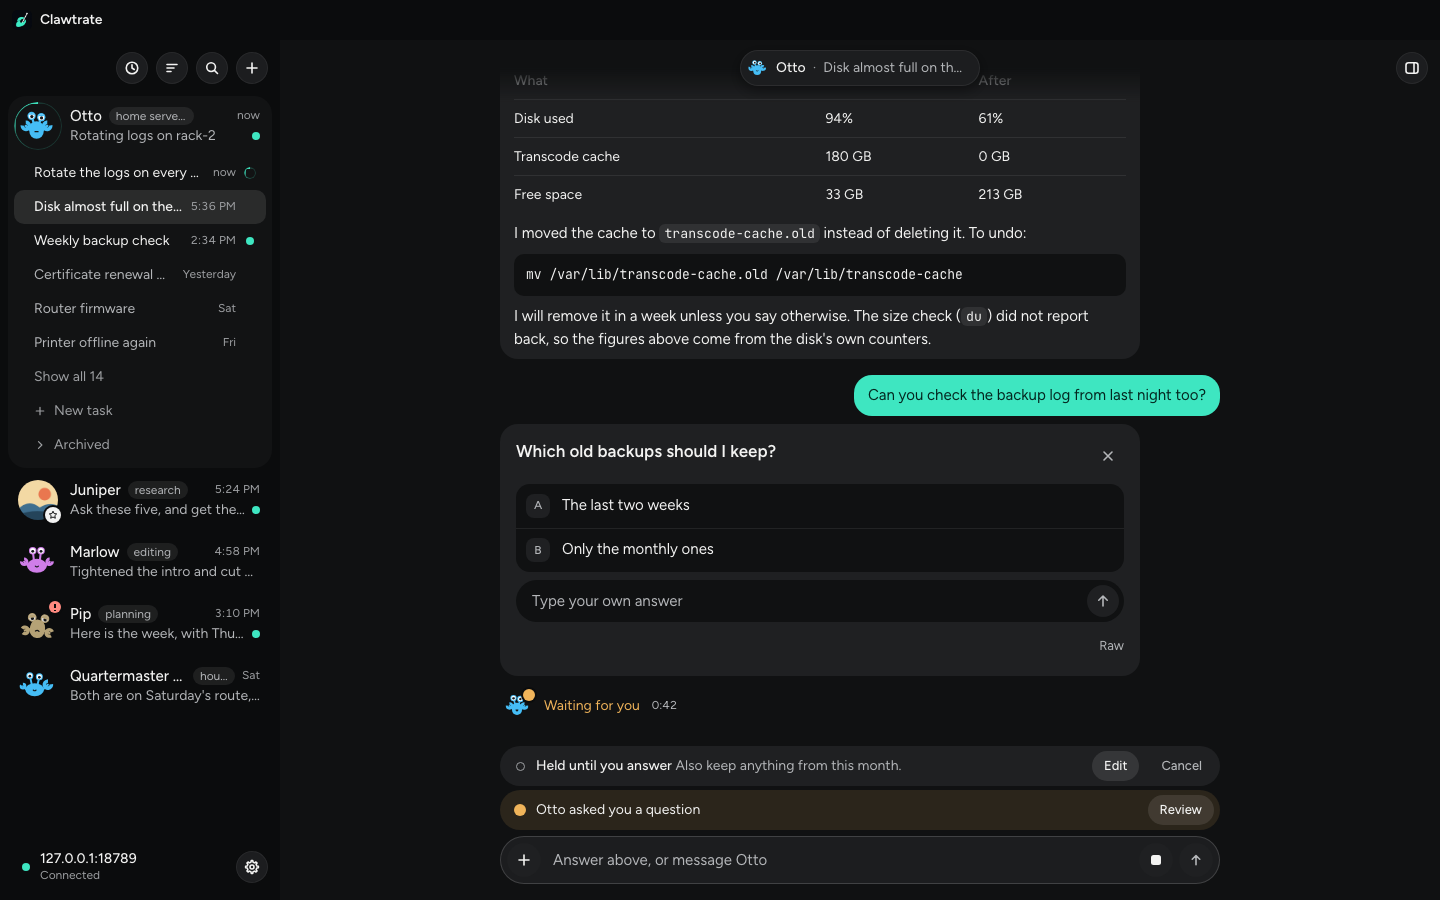 Clawtrate
Otto home serve... now
Rotating logs on rack-2
Rotate the logs on every ... now
Disk almost full on the... 5:36 PM
Weekly backup check 2:34 PM
Certificate renewal ... Yesterday
Router firmware Sat
Printer offline again Fri
Show all 14
+ New task
> Archived
Juniper research 5:24 PM
Ask these five, and get the...
Marlow editing 4:58 PM
Tightened the intro and cut ...
Pip planning 3:10 PM
Here is the week, with Thu...
Quartermaster ... hou... Sat
Both are on Saturday's route,...
127.0.0.1:18789
Connected
Otto · Disk almost full on th...
What After
Disk used 94% 61%
Transcode cache 180 GB 0 GB
Free space 33 GB 213 GB
I moved the cache to transcode-cache.old instead of deleting it. To undo:
mv /var/lib/transcode-cache.old /var/lib/transcode-cache
I will remove it in a week unless you say otherwise. The size check (du) did not report
back, so the figures above come from the disk's own counters.
Can you check the backup log from last night too?
Which old backups should I keep?
A The last two weeks
B Only the monthly ones
Type your own answer
Raw
Waiting for you 0:42
Held until you answer Also keep anything from this month. Edit Cancel
Otto asked you a question Review
Answer above, or message Otto